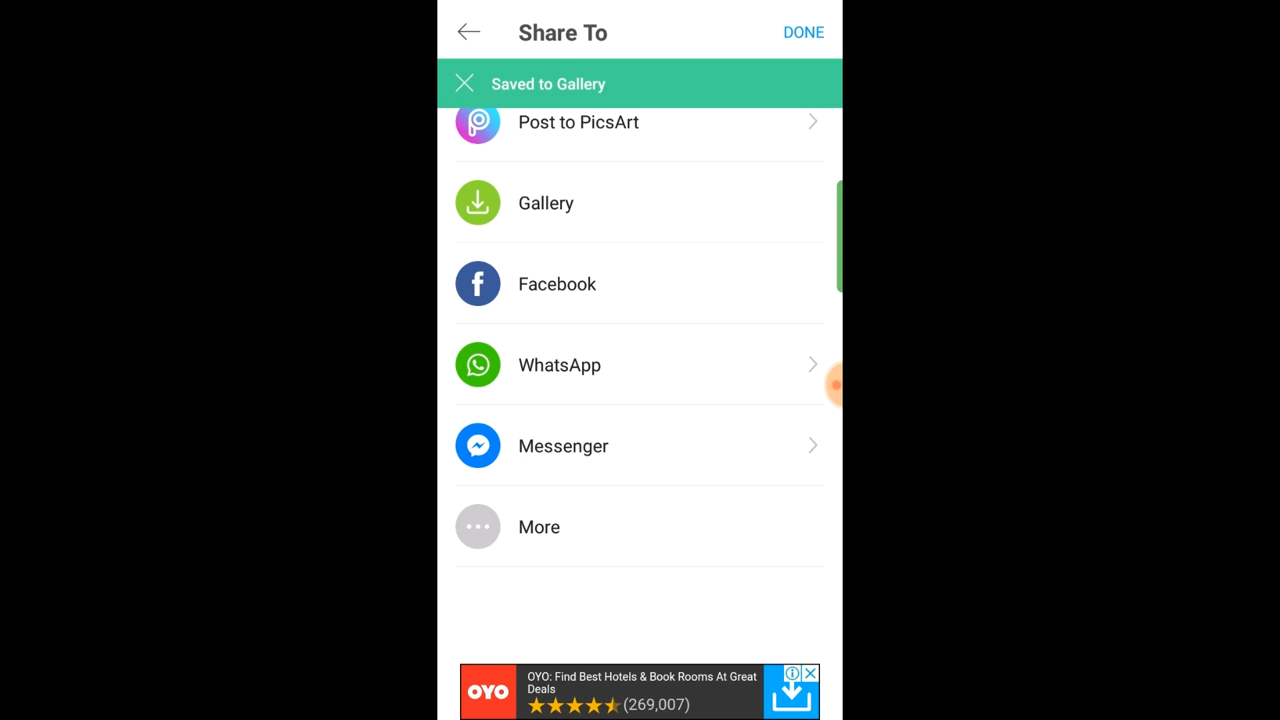 Share To
DONE
Saved to Gallery
Post to PicsArt
Gallery
Facebook
WhatsApp
Messenger
More
OYO
OYO: Find Best Hotels & Book Rooms At Great
Deals
(269,007)